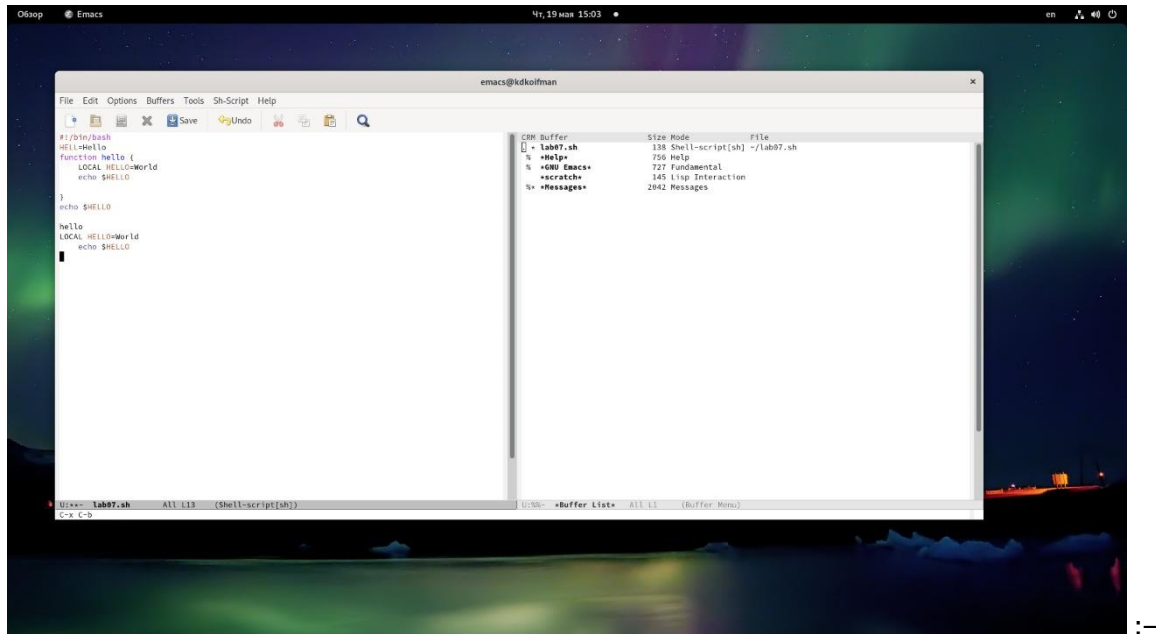 Обзор Emacs Чт, 19 мая 15:03 en
emacs@kdkoifman
File Edit Options Buffers Tools Sh-Script Help
Save Undo
#!/bin/bash
HELL=Hello
function hello {
LOCAL HELLO=World
echo $HELLO
}
echo $HELLO
hello
LOCAL HELLO=World
echo $HELLO
U:**- lab07.sh All L13 (Shell-script[sh])
CRM Buffer Size Mode File
. * lab07.sh 138 Shell-script[sh] ~/lab07.sh
% *Help* 756 Help
% *GNU Emacs* 727 Fundamental
*scratch* 145 Lisp Interaction
%* *Messages* 2042 Messages
U:%%- *Buffer List* All L1 (Buffer Menu)
C-x C-b
:–